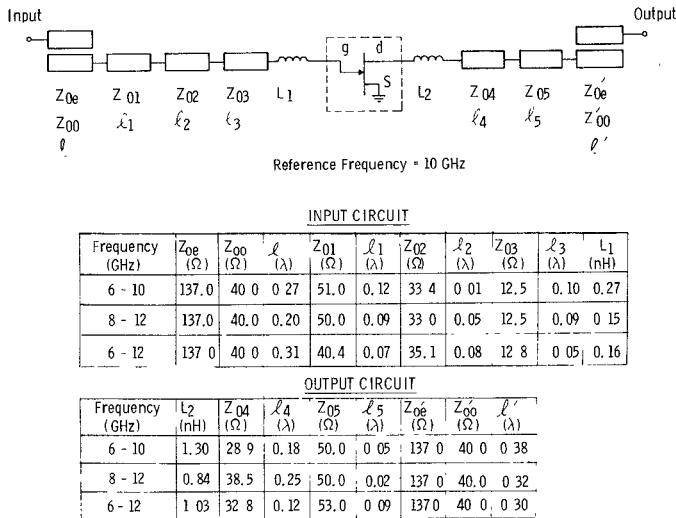 Input
Output
g d
S
Z0e Z01 Z02 Z03 L1 L2 Z04 Z05 Z'0e
Z00 ℓ1 ℓ2 ℓ3 ℓ4 ℓ5 Z'00
ℓ ℓ'
Reference Frequency = 10 GHz
INPUT CIRCUIT
Frequency Z0e Z00 ℓ Z01 ℓ1 Z02 ℓ2 Z03 ℓ3 L1
(GHz) (Ω) (Ω) (λ) (Ω) (λ) (Ω) (λ) (Ω) (λ) (nH)
6 - 10 137.0 40 0 0 27 51.0 0.12 33 4 0 01 12.5 0.10 0.27
8 - 12 137.0 40.0 0.20 50.0 0.09 33 0 0.05 12.5 0.09 0 15
6 - 12 137 0 40 0 0.31 40.4 0.07 35.1 0.08 12 8 0 05 0.16
OUTPUT CIRCUIT
Frequency L2 Z04 ℓ4 Z05 ℓ5 Z0é Zó0 ℓ'
(GHz) (nH) (Ω) (λ) (Ω) (λ) (Ω) (Ω) (λ)
6 - 10 1.30 28 9 0.18 50.0 0 05 137 0 40 0 0 38
8 - 12 0.84 38.5 0.25 50.0 0.02 137 0 40.0 0 32
6 - 12 1 03 32 8 0.12 53.0 0 09 1370 40 0 0 30